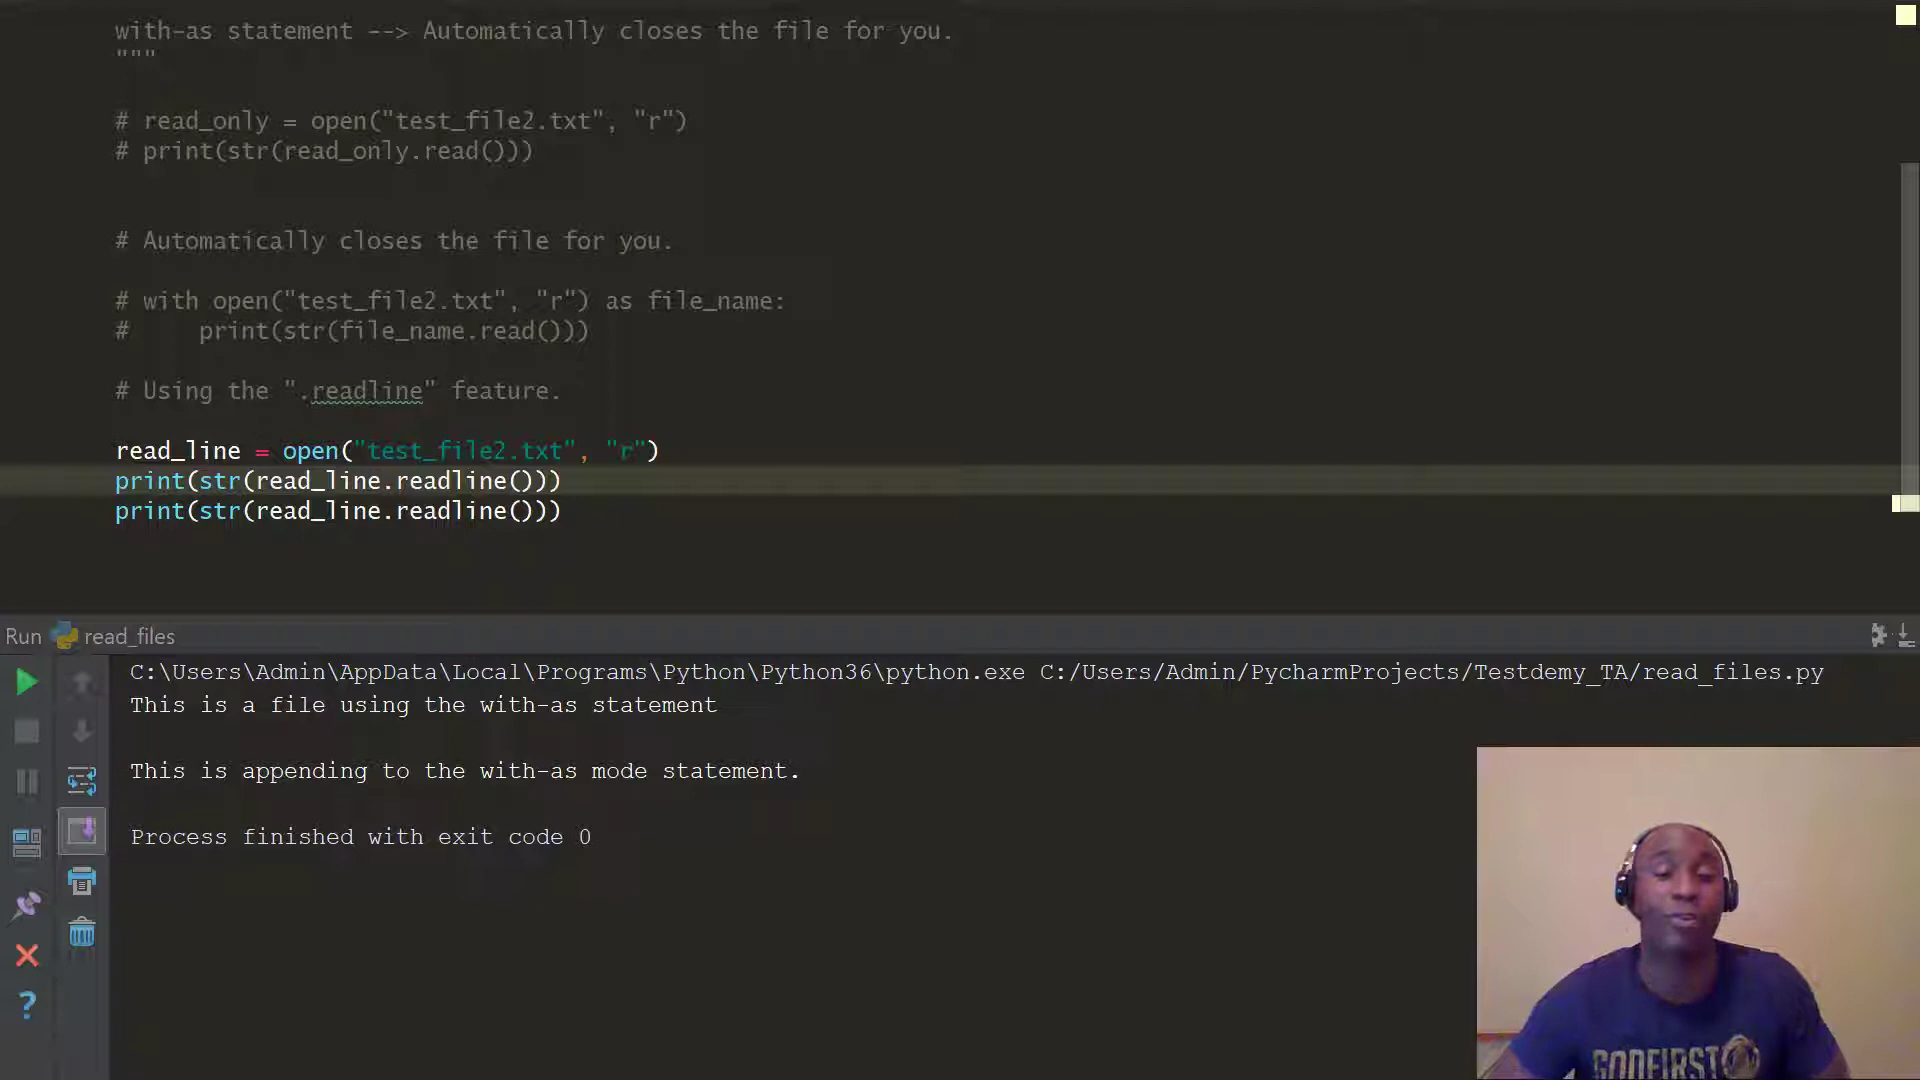 with-as statement --> Automatically closes the file for you.
"""
# read_only = open("test_file2.txt", "r")
# print(str(read_only.read()))
# Automatically closes the file for you.
# with open("test_file2.txt", "r") as file_name:
#     print(str(file_name.read()))
# Using the ".readline" feature.
read_line = open("test_file2.txt", "r")
print(str(read_line.readline()))
print(str(read_line.readline()))
Run read_files
C:\Users\Admin\AppData\Local\Programs\Python\Python36\python.exe C:/Users/Admin/PycharmProjects/Testdemy_TA/read_files.py
This is a file using the with-as statement
This is appending to the with-as mode statement.
Process finished with exit code 0
?
GODFIRST